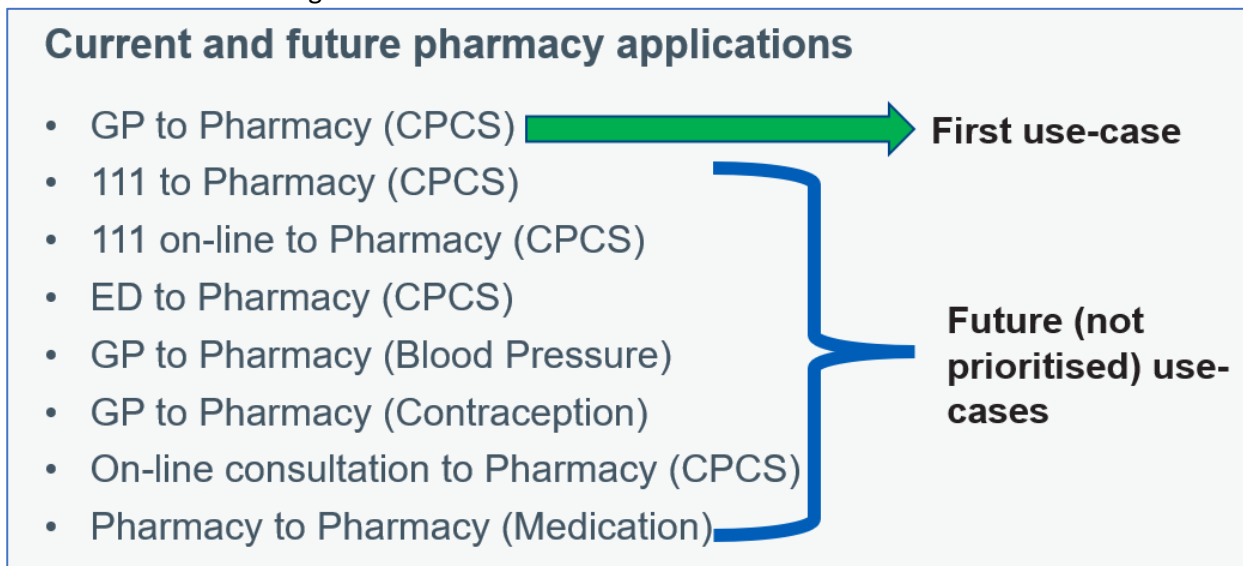 Current and future pharmacy applications
• GP to Pharmacy (CPCS)
First use-case
• 111 to Pharmacy (CPCS)
• 111 on-line to Pharmacy (CPCS)
• ED to Pharmacy (CPCS)
• GP to Pharmacy (Blood Pressure)
• GP to Pharmacy (Contraception)
• On-line consultation to Pharmacy (CPCS)
• Pharmacy to Pharmacy (Medication)
Future (not
prioritised) use-
cases